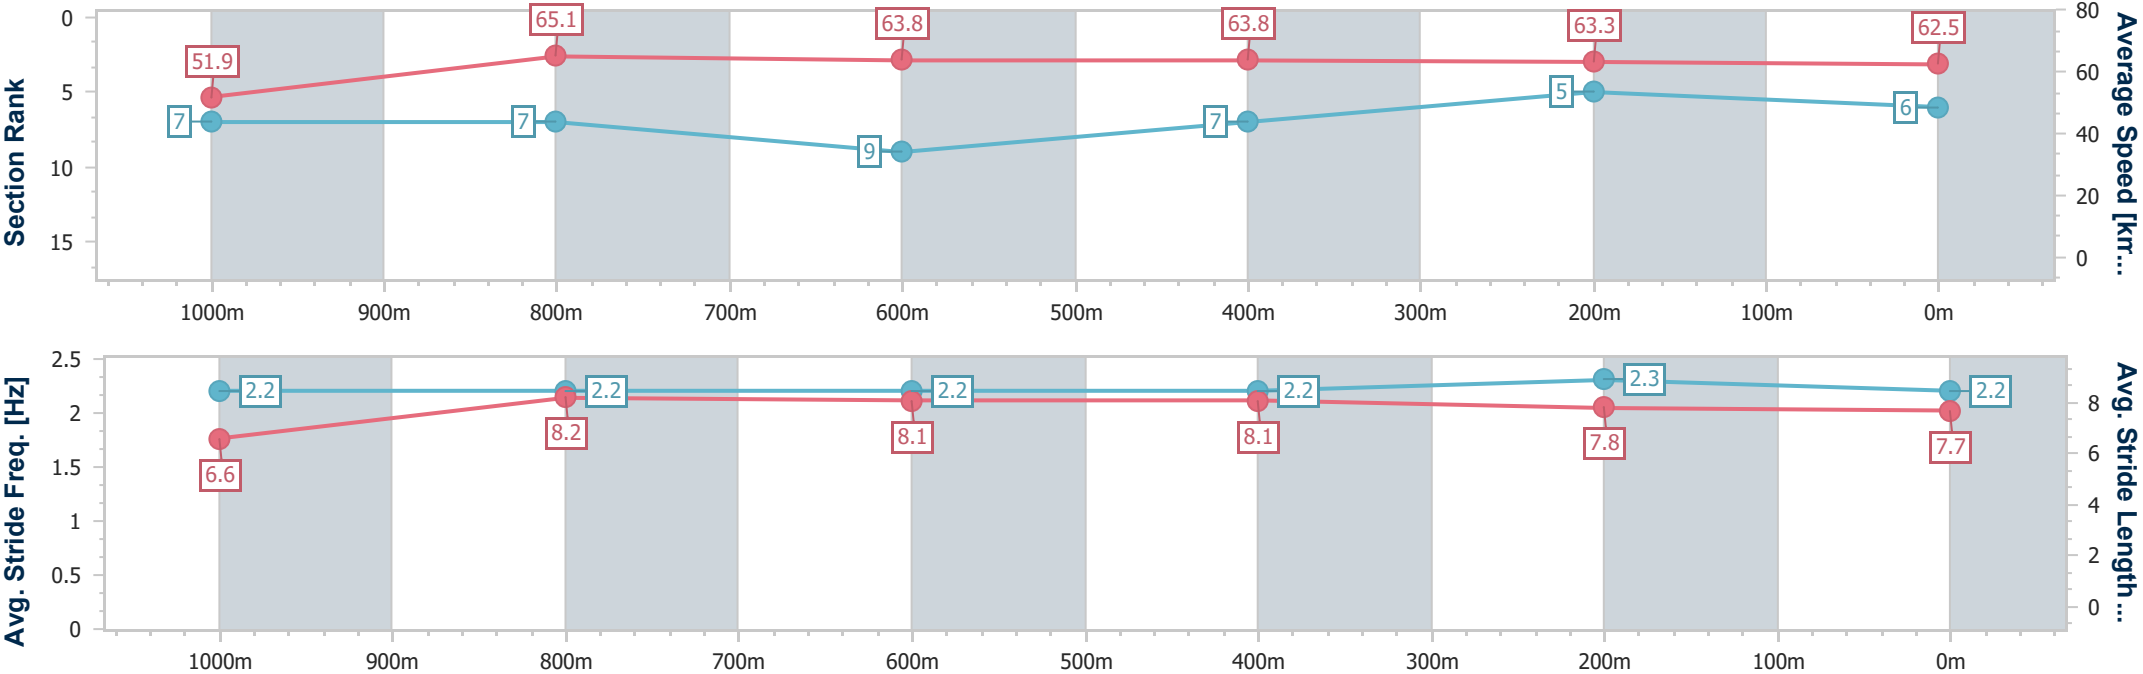 Section Rank
0
5
10
15
51.9
65.1
63.8
63.8
63.3
62.5
7
7
9
7
5
6
80
60
40
20
0
Average Speed [km...
1000m
900m
800m
700m
600m
500m
400m
300m
200m
100m
0m
Avg. Stride Freq. [Hz]
2.5
2
1.5
1
0.5
0
2.2
2.2
2.2
2.2
2.3
2.2
6.6
8.2
8.1
8.1
7.8
7.7
8
6
4
2
0
Avg. Stride Length ...
1000m
900m
800m
700m
600m
500m
400m
300m
200m
100m
0m